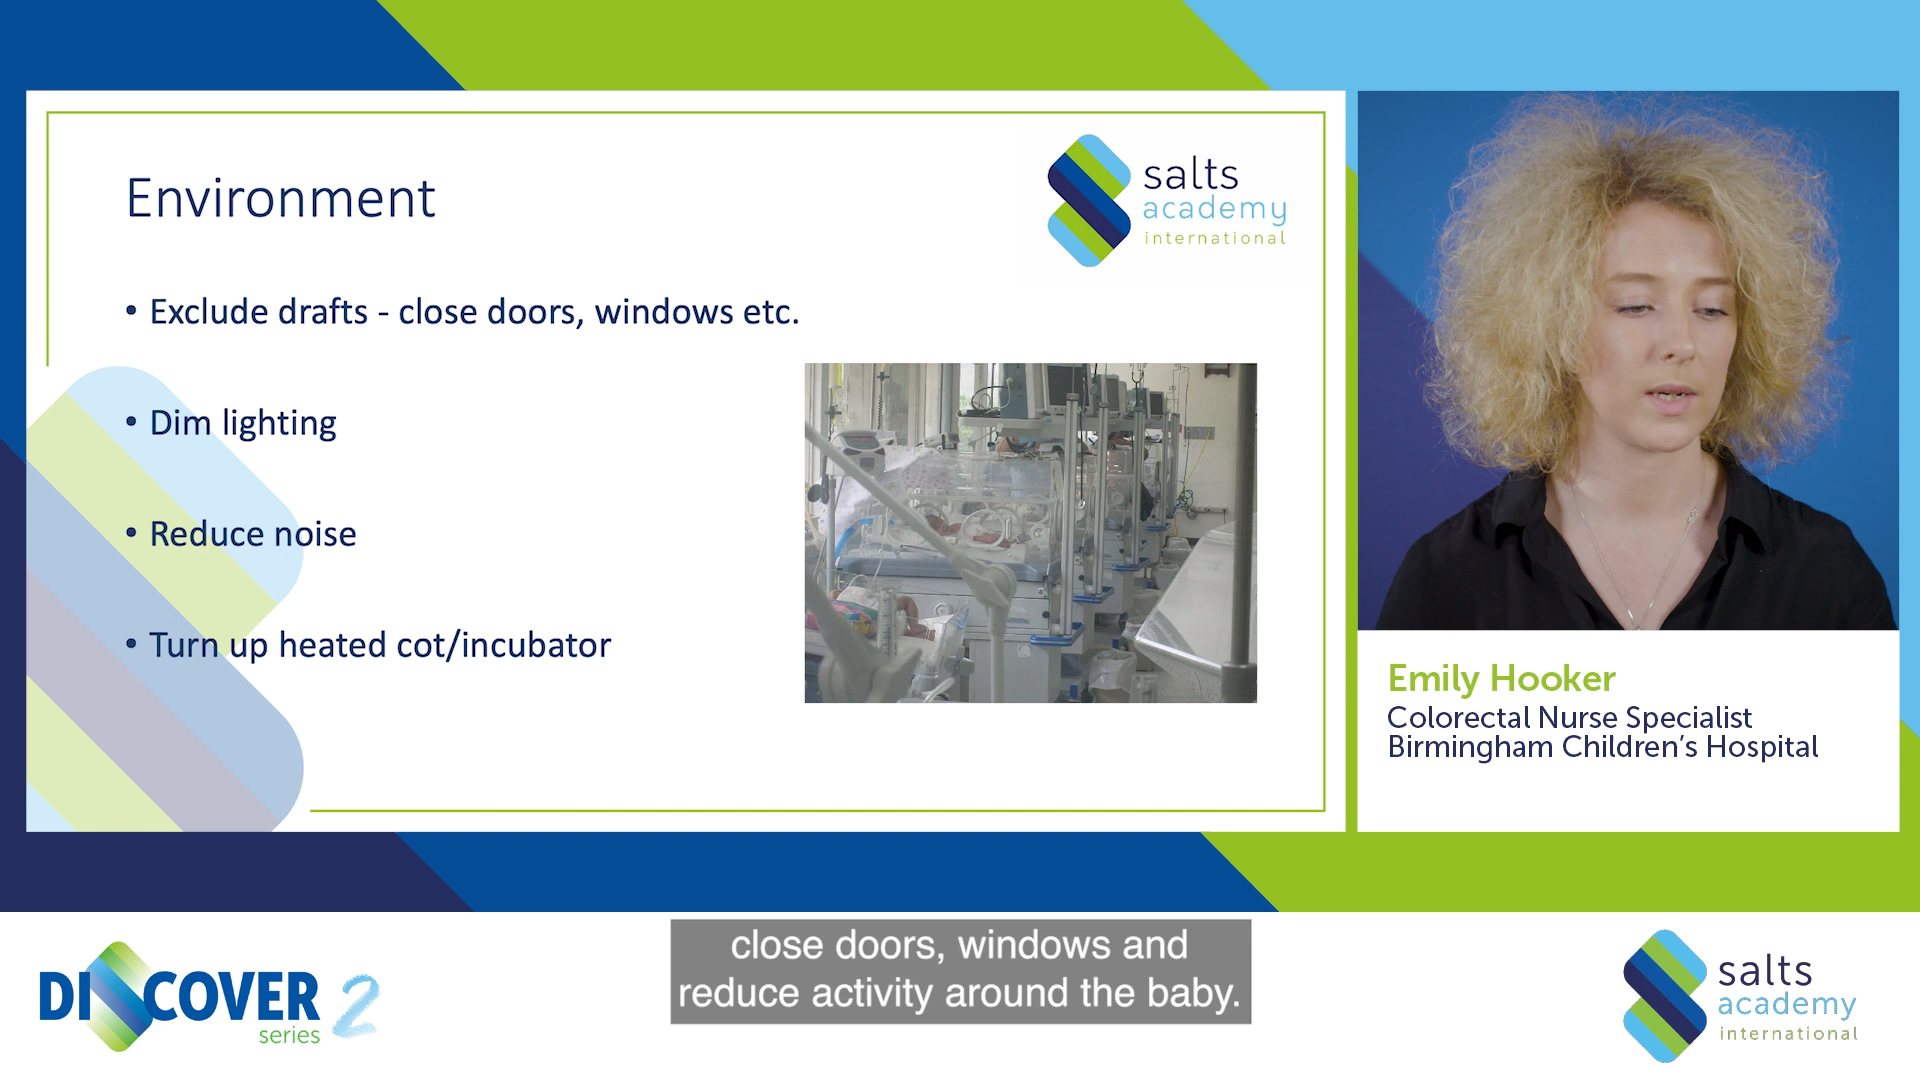 Environment
salts
academy
international
• Exclude drafts - close doors, windows etc.
• Dim lighting
• Reduce noise
• Turn up heated cot/incubator
Emily Hooker
Colorectal Nurse Specialist
Birmingham Children's Hospital
close doors, windows and
reduce activity around the baby.
DISCOVER 2
series
salts
academy
international